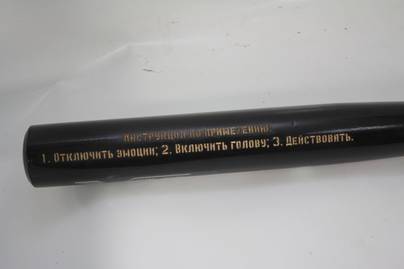 ИНСТРУКЦИЯ ПО ПРИМЕНЕНИЮ:
1. Отключить эмоции; 2. Включить голову; 3. Действовать.